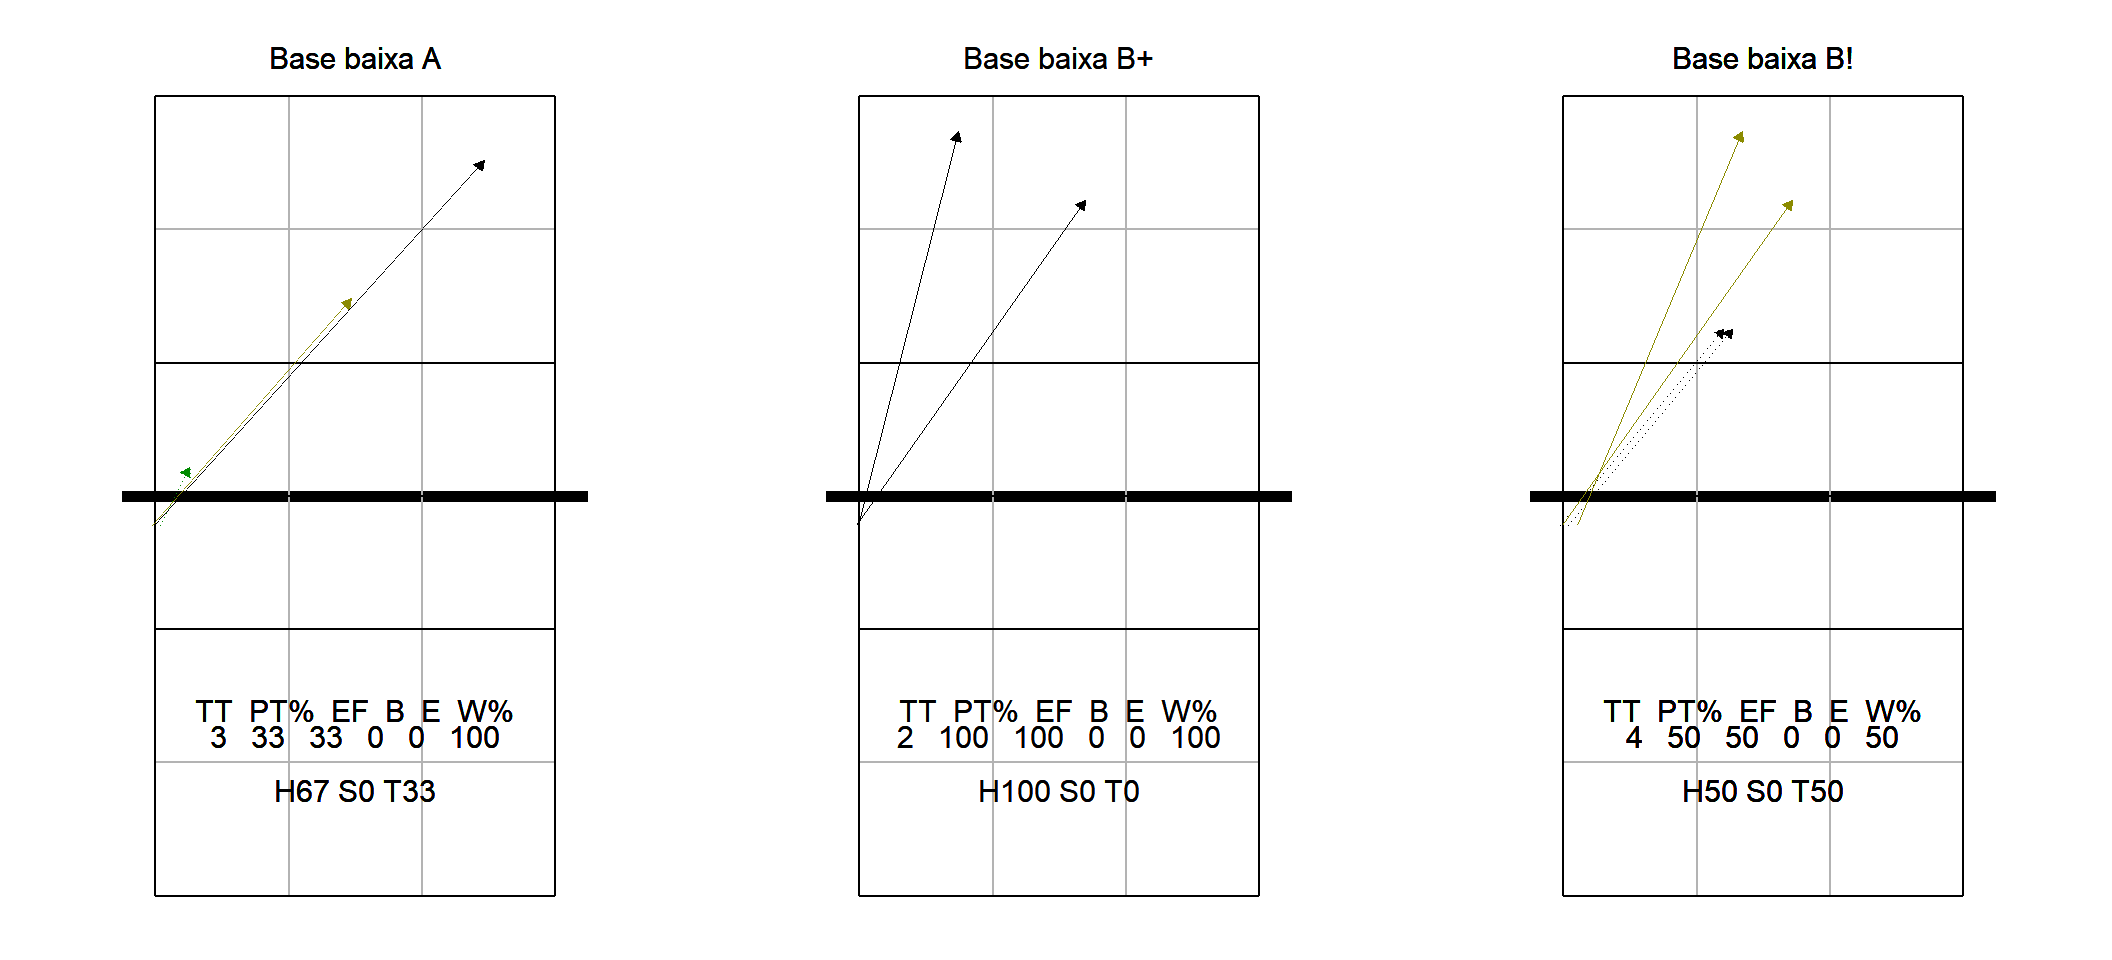 Base baixa A
TT PT% EF B E W%
3 33 33 0 0 100
H67 S0 T33
Base baixa B+
TT PT% EF B E W%
2 100 100 0 0 100
H100 S0 T0
Base baixa B!
TT PT% EF B E W%
4 50 50 0 0 50
H50 S0 T50